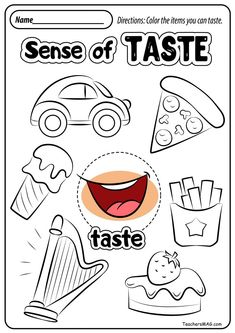 Name
Directions: Color the items you can taste.
Sense of TASTE
taste
TeachersMAG.com